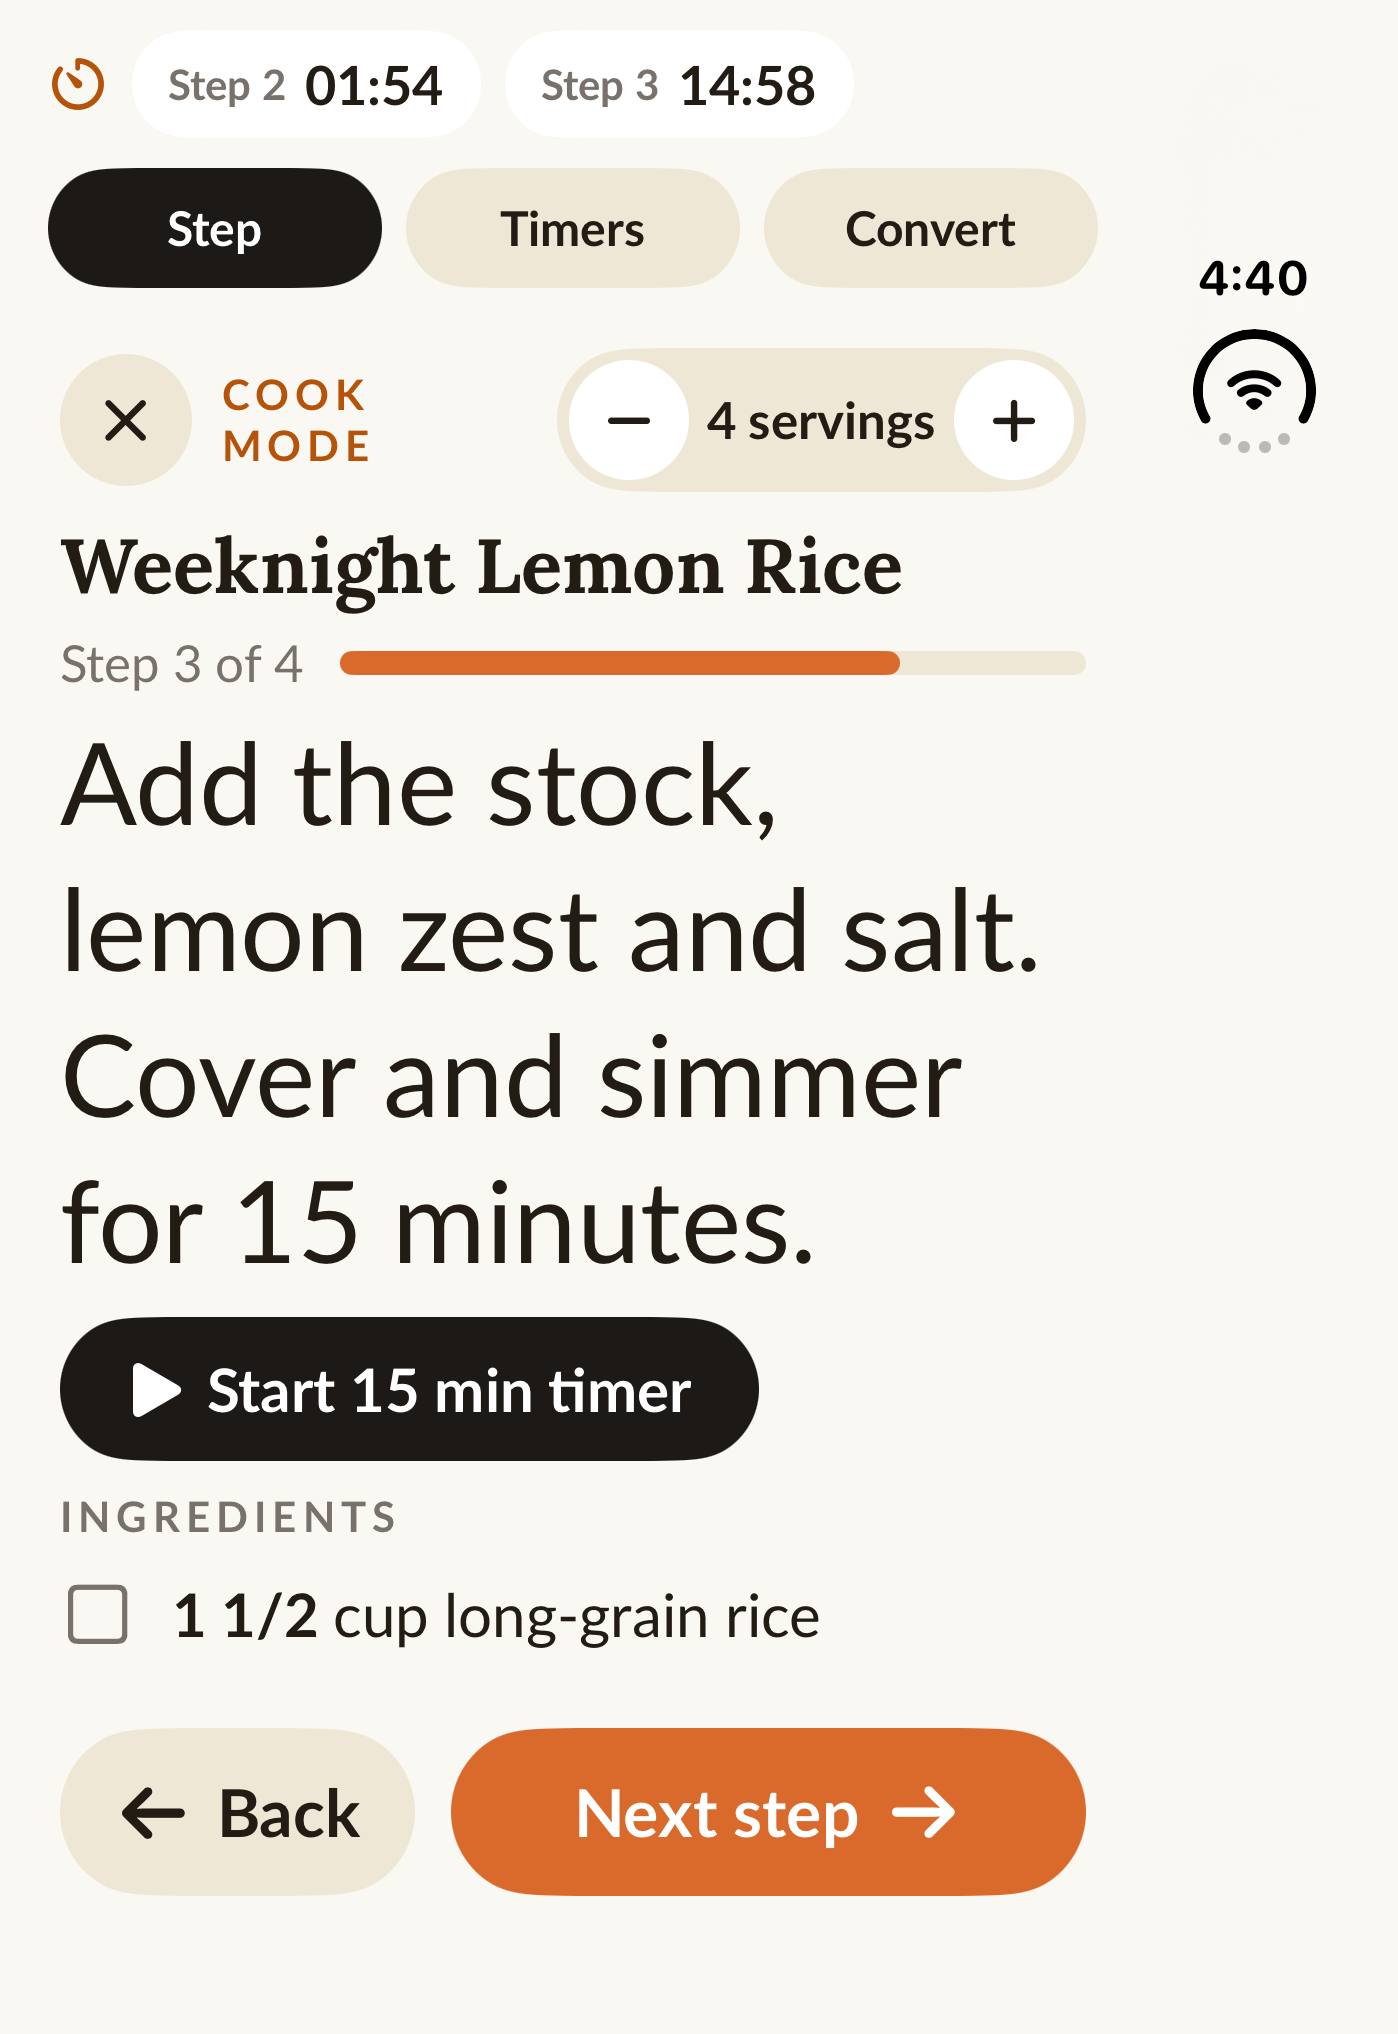 Step 2 01:54
Step 3 14:58
Step
Timers
Convert
4:40
COOK
MODE
4 servings
Weeknight Lemon Rice
Step 3 of 4
Add the stock,
lemon zest and salt.
Cover and simmer
for 15 minutes.
Start 15 min timer
INGREDIENTS
1 1/2 cup long-grain rice
Back
Next step